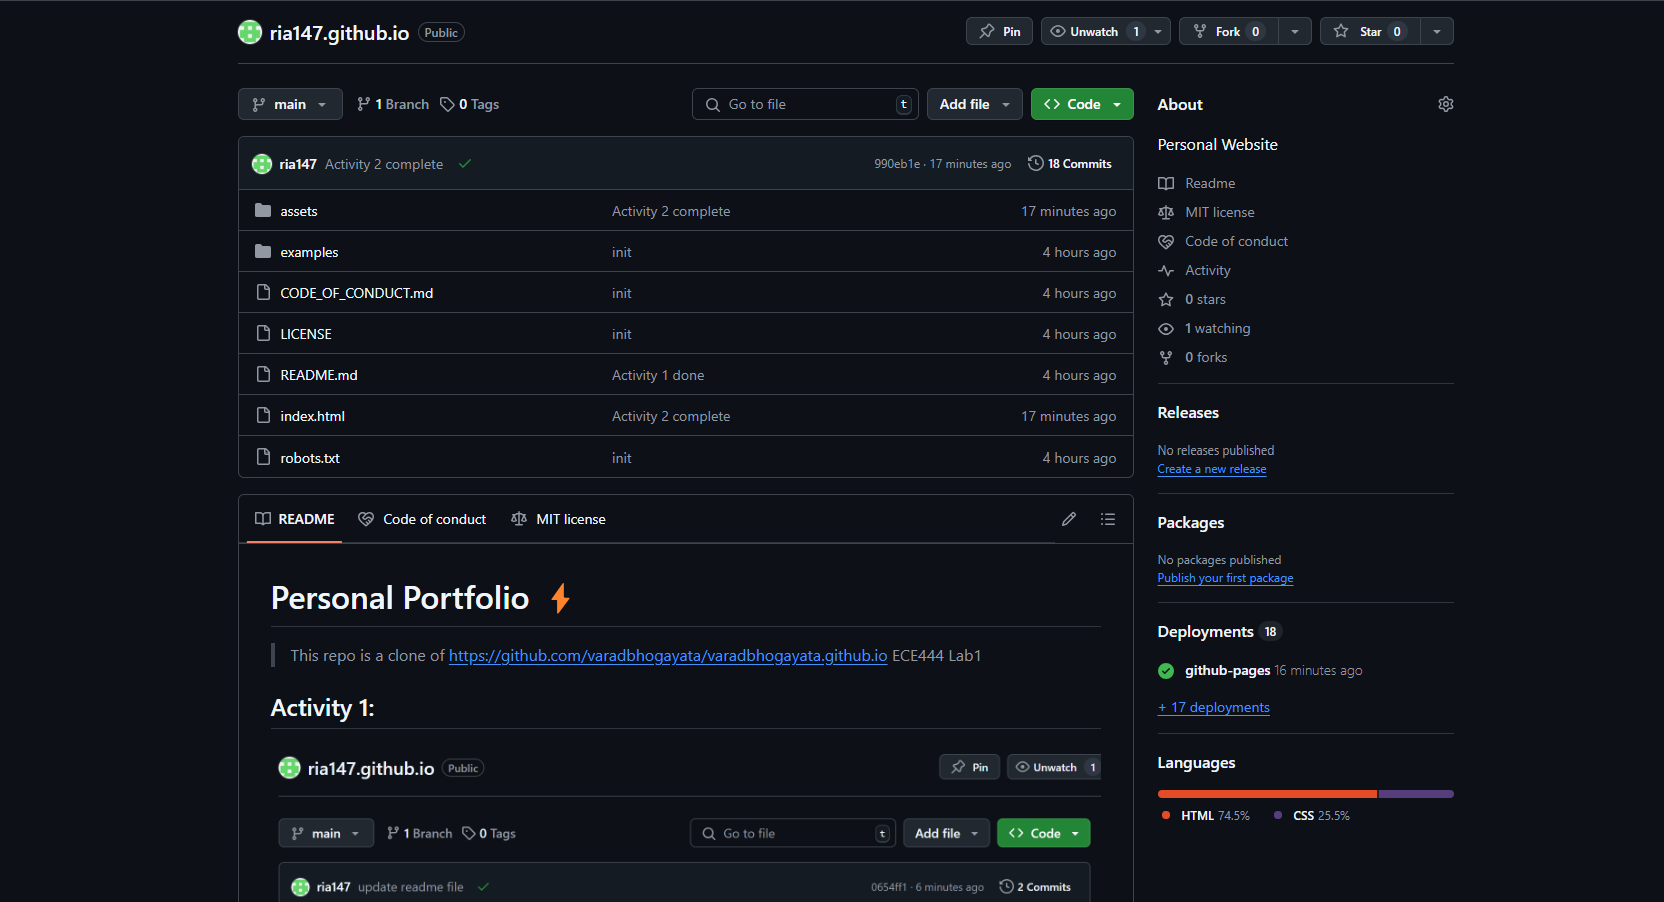 ria147.github.io Public
Pin
Unwatch 1
Fork 0
Star 0
main
1 Branch
0 Tags
Go to file t
Add file
<> Code
ria147 Activity 2 complete 990eb1e · 17 minutes ago 18 Commits
assets Activity 2 complete 17 minutes ago
examples init 4 hours ago
CODE_OF_CONDUCT.md init 4 hours ago
LICENSE init 4 hours ago
README.md Activity 1 done 4 hours ago
index.html Activity 2 complete 17 minutes ago
robots.txt init 4 hours ago
README Code of conduct MIT license
Personal Portfolio
This repo is a clone of https://github.com/varadbhogayata/varadbhogayata.github.io ECE444 Lab1
Activity 1:
ria147.github.io Public
Pin
Unwatch 1
main
1 Branch
0 Tags
Go to file t
Add file
<> Code
ria147 update readme file 0654ff1 · 6 minutes ago 2 Commits
About
Personal Website
Readme
MIT license
Code of conduct
Activity
0 stars
1 watching
0 forks
Releases
No releases published
Create a new release
Packages
No packages published
Publish your first package
Deployments 18
github-pages 16 minutes ago
+ 17 deployments
Languages
HTML 74.5% CSS 25.5%